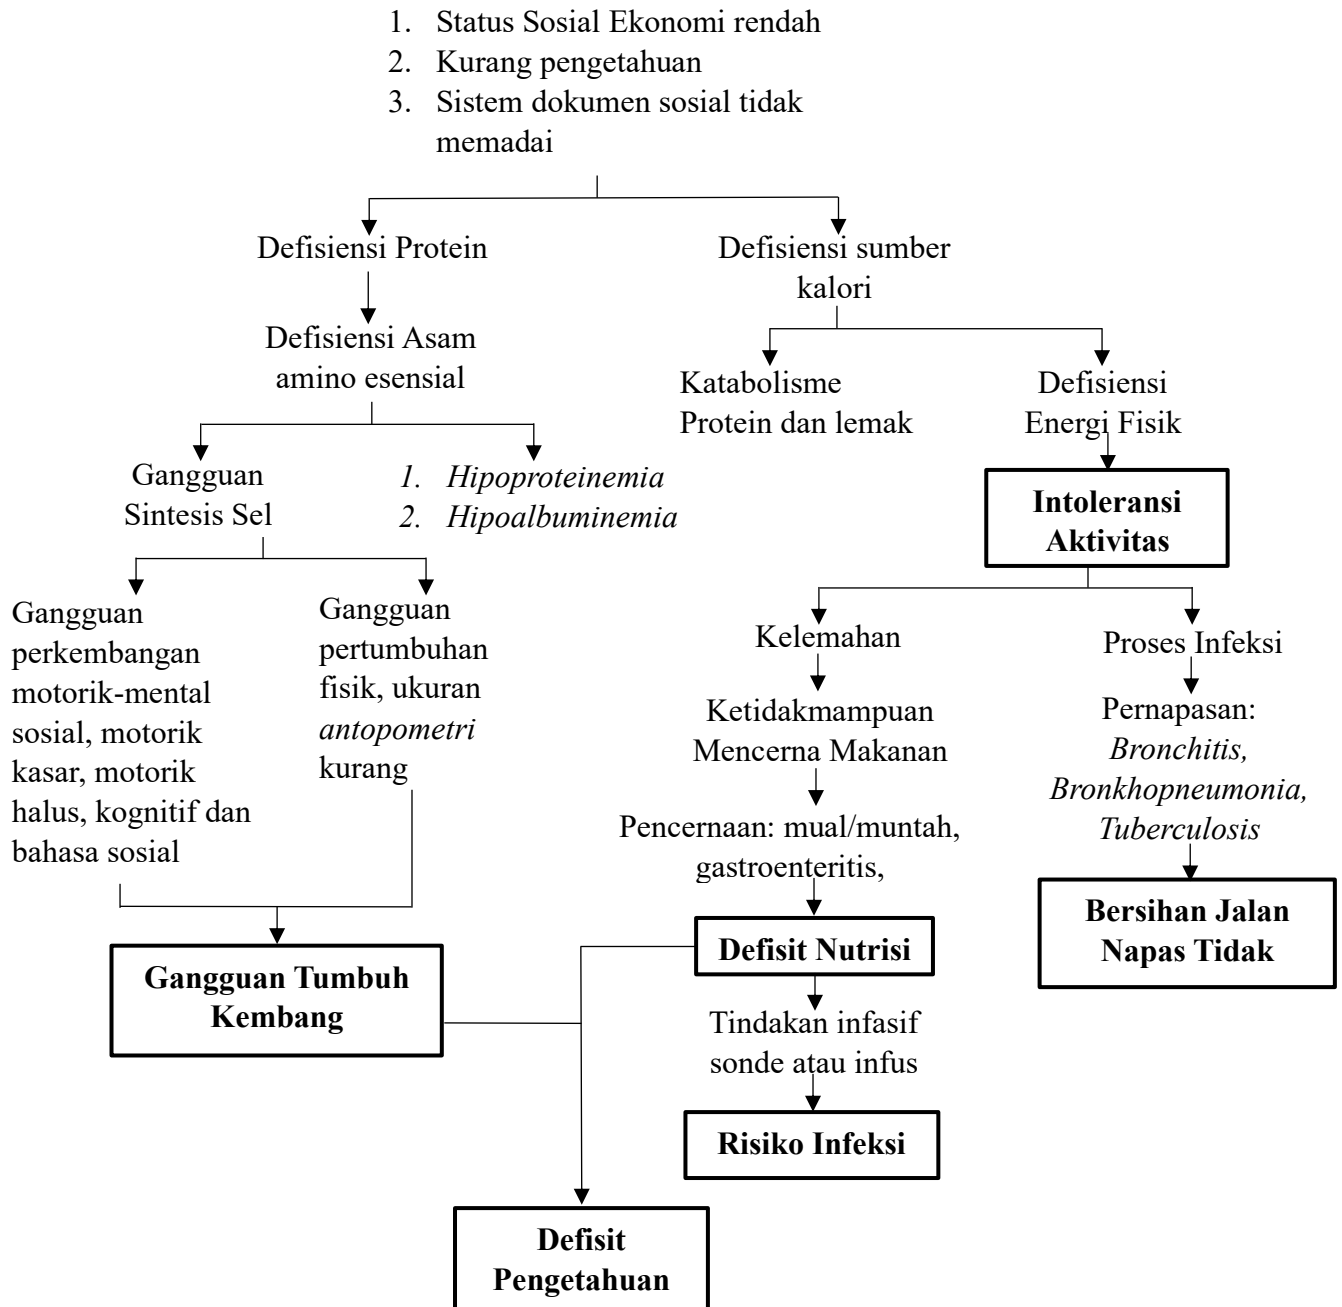 1. Status Sosial Ekonomi rendah
2. Kurang pengetahuan
3. Sistem dokumen sosial tidak
memadai
Defisiensi Protein
Defisiensi sumber
kalori
Defisiensi Asam
amino esensial
Katabolisme
Protein dan lemak
Defisiensi
Energi Fisik
Gangguan
Sintesis Sel
1. Hipoproteinemia
2. Hipoalbuminemia
Intoleransi
Aktivitas
Gangguan
perkembangan
motorik-mental
sosial, motorik
kasar, motorik
halus, kognitif dan
bahasa sosial
Gangguan
pertumbuhan
fisik, ukuran
antopometri
kurang
Kelemahan
Proses Infeksi
Ketidakmampuan
Mencerna Makanan
Pernapasan:
Bronchitis,
Bronkhopneumonia,
Tuberculosis
Pencernaan: mual/muntah,
gastroenteritis,
Bersihan Jalan
Napas Tidak
Defisit Nutrisi
Gangguan Tumbuh
Kembang
Tindakan infasif
sonde atau infus
Risiko Infeksi
Defisit
Pengetahuan